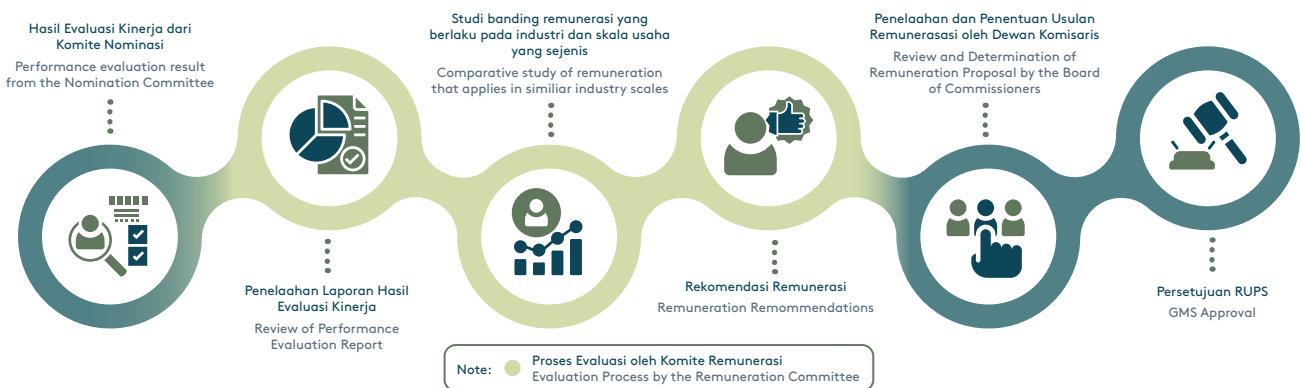 Hasil Evaluasi Kinerja dari
Komite Nominasi
Performance evaluation result
from the Nomination Committee
Penelaahan Laporan Hasil
Evaluasi Kinerja
Review of Performance
Evaluation Report
Studi banding remunerasi yang
berlaku pada industri dan skala usaha
yang sejenis
Comparative study of remuneration
that applies in similiar industry scales
Rekomendasi Remunerasi
Remuneration Remommendations
Penelaahan dan Penentuan Usulan
Remunerasasi oleh Dewan Komisaris
Review and Determination of
Remuneration Proposal by the Board
of Commissioners
Persetujuan RUPS
GMS Approval
Note:
Proses Evaluasi oleh Komite Remunerasi
Evaluation Process by the Remuneration Committee